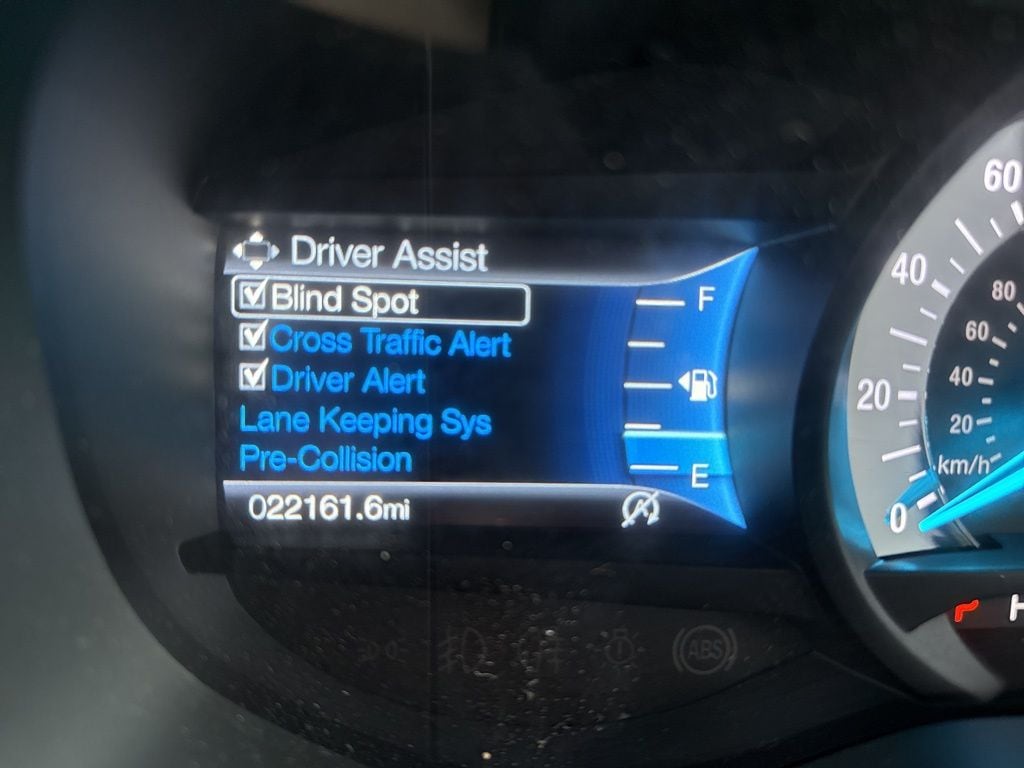 Driver Assist
Blind Spot
Cross Traffic Alert
Driver Alert
Lane Keeping Sys
Pre-Collision
022161.6mi
F
E
60
40
20
0
80
60
40
20
km/h
H
ABS